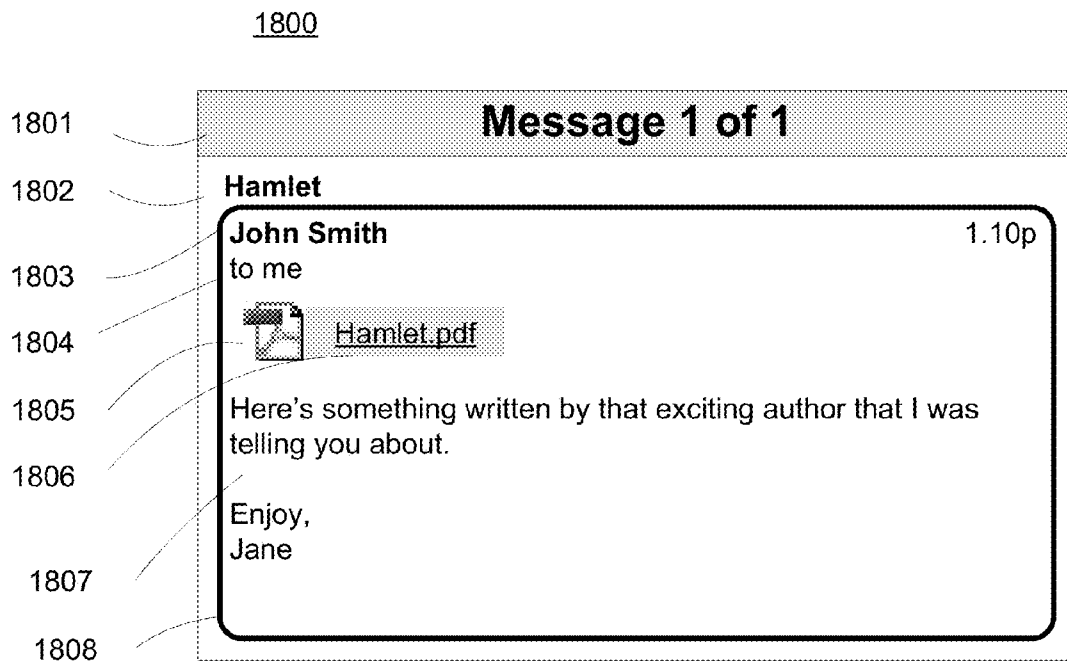 1800
1801
Message 1 of 1
1802
Hamlet
1803
John Smith 1.10p
1804
to me
1805
Hamlet.pdf
1806
Here's something written by that exciting author that I was
telling you about.
1807
Enjoy,
Jane
1808